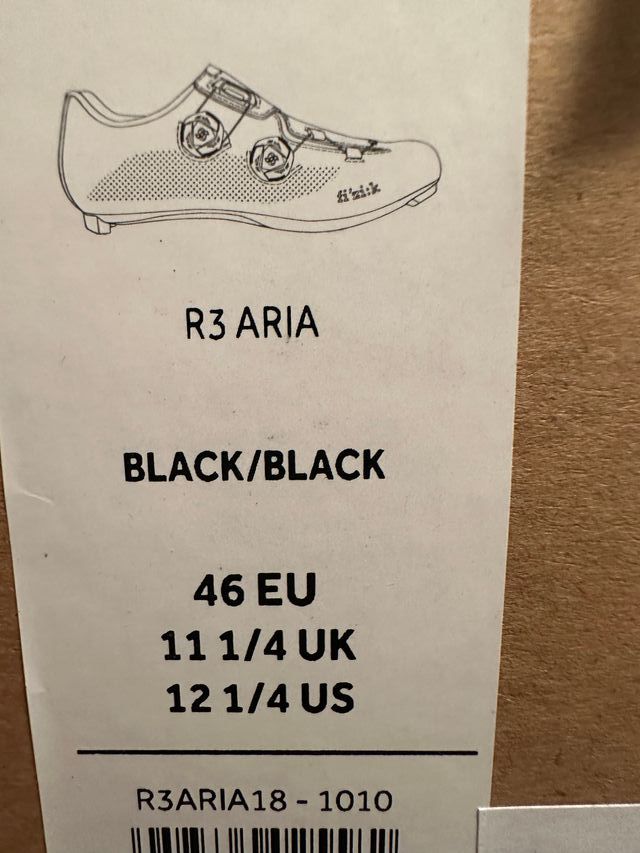 fi'zi:k
R3 ARIA
BLACK/BLACK
46 EU
11 1/4 UK
12 1/4 US
R3ARIA18 - 1010